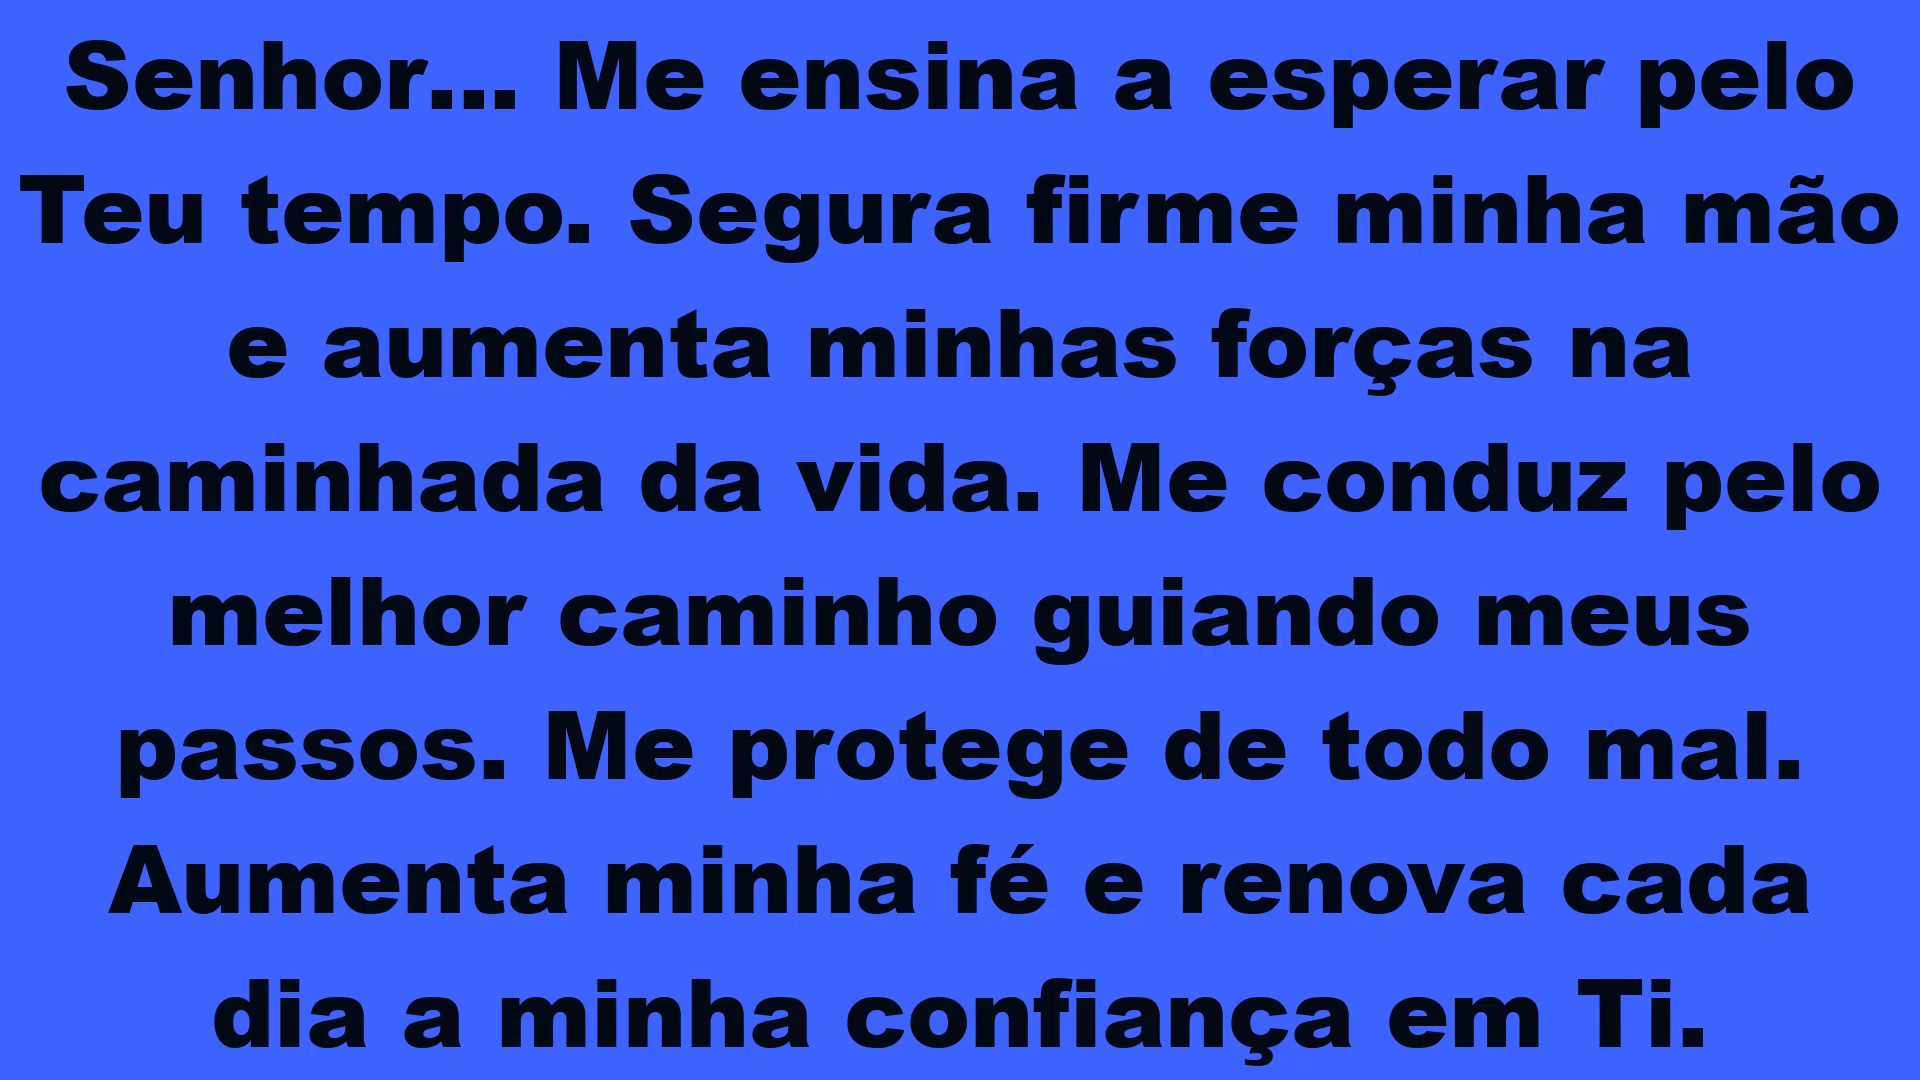 Senhor... Me ensina a esperar pelo
Teu tempo. Segura firme minha mão
e aumenta minhas forças na
caminhada da vida. Me conduz pelo
melhor caminho guiando meus
passos. Me protege de todo mal.
Aumenta minha fé e renova cada
dia a minha confiança em Ti.